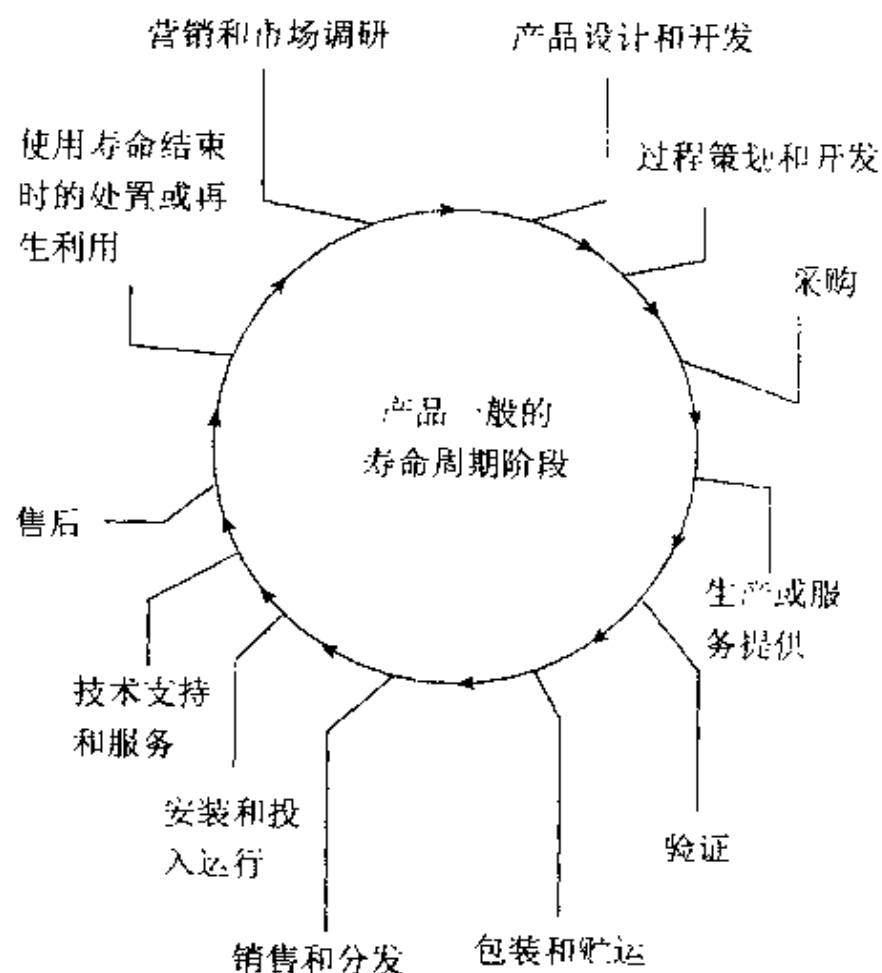 营销和市场调研
产品设计和开发
使用寿命结束
时的处置或再
生利用
过程策划和开发
采购
产品一般的
寿命周期阶段
售后
生产或服
务提供
技术支持
和服务
安装和投
入运行
验证
销售和分发
包装和贮运